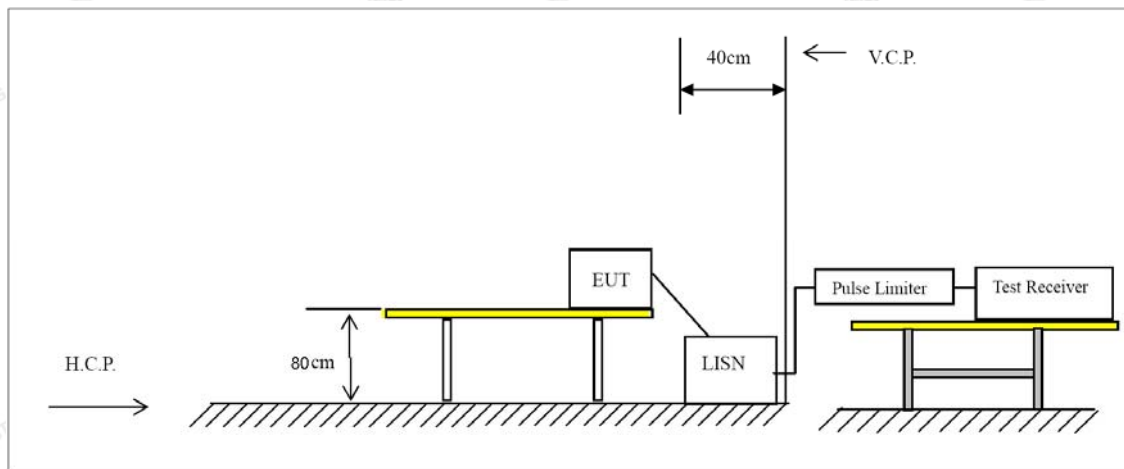 40cm
V.C.P.
EUT
Pulse Limiter
Test Receiver
H.C.P.
80cm
LISN